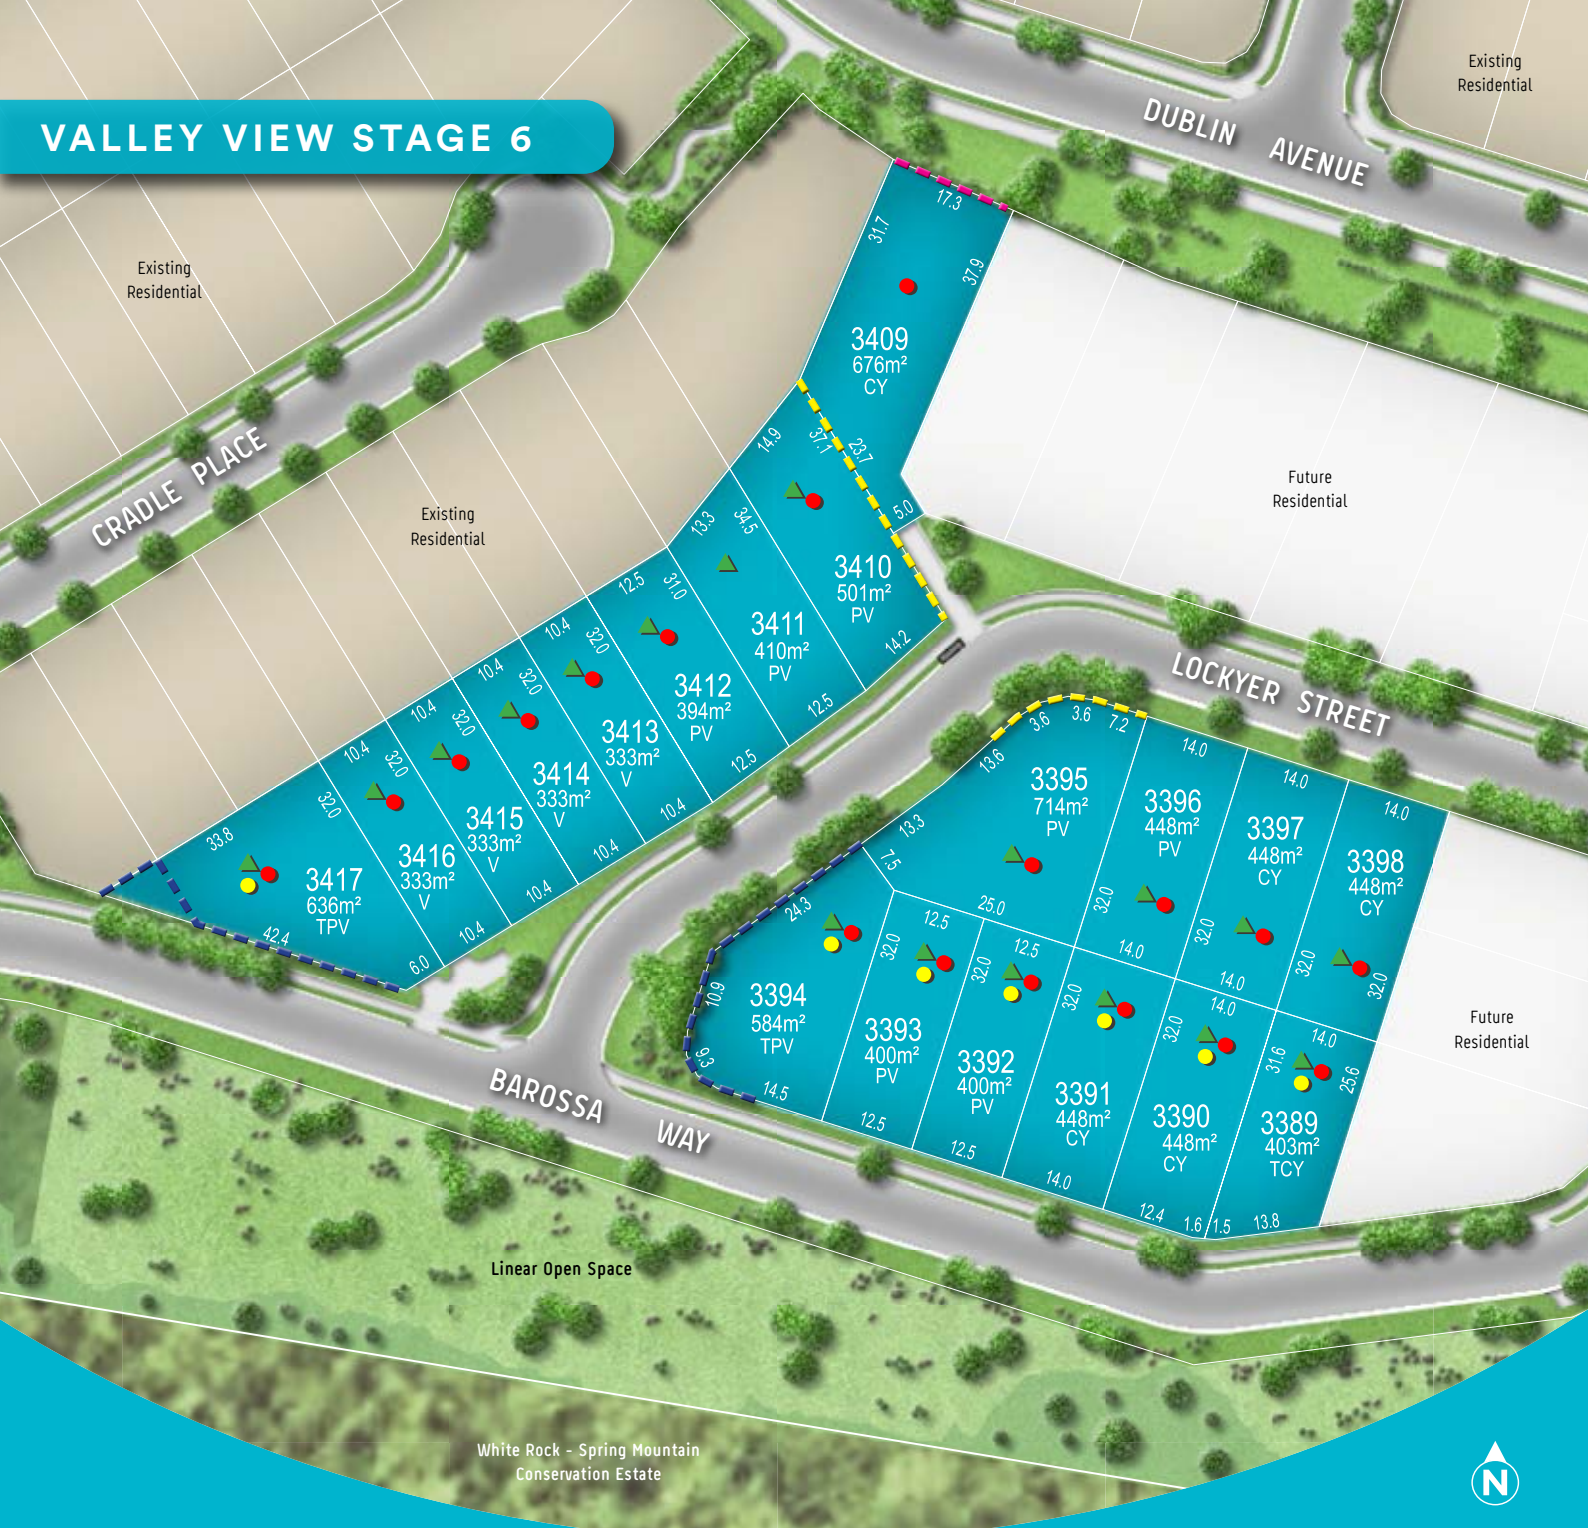 VALLEY VIEW STAGE 6
DUBLIN AVENUE
Existing
Residential
Existing
Residential
CRADLE PLACE
Existing
Residential
Future
Residential
LOCKYER STREET
17.3
31.7
37.9
3409
676m²
CY
23.7
5.0
14.9
37.1
3410
501m²
PV
14.2
13.3
34.5
3411
410m²
PV
12.5
12.5
31.0
3412
394m²
PV
12.5
10.4
32.0
3413
333m²
V
10.4
10.4
32.0
3414
333m²
V
10.4
10.4
32.0
3415
333m²
V
10.4
10.4
32.0
3416
333m²
V
10.4
33.8
32.0
3417
636m²
TPV
42.4
6.0
13.6
3.6
3.6
7.2
13.3
7.5
3395
714m²
PV
25.0
14.0
3396
448m²
PV
32.0
14.0
14.0
3397
448m²
CY
32.0
14.0
14.0
3398
448m²
CY
32.0
32.0
14.0
24.3
10.9
9.3
14.5
3394
584m²
TPV
12.5
32.0
3393
400m²
PV
12.5
12.5
32.0
3392
400m²
PV
12.5
32.0
3391
448m²
CY
14.0
14.0
32.0
3390
448m²
CY
12.4
1.6
31.6
25.6
3389
403m²
TCY
1.5
13.8
Future
Residential
BAROSSA WAY
Linear Open Space
White Rock - Spring Mountain
Conservation Estate
N